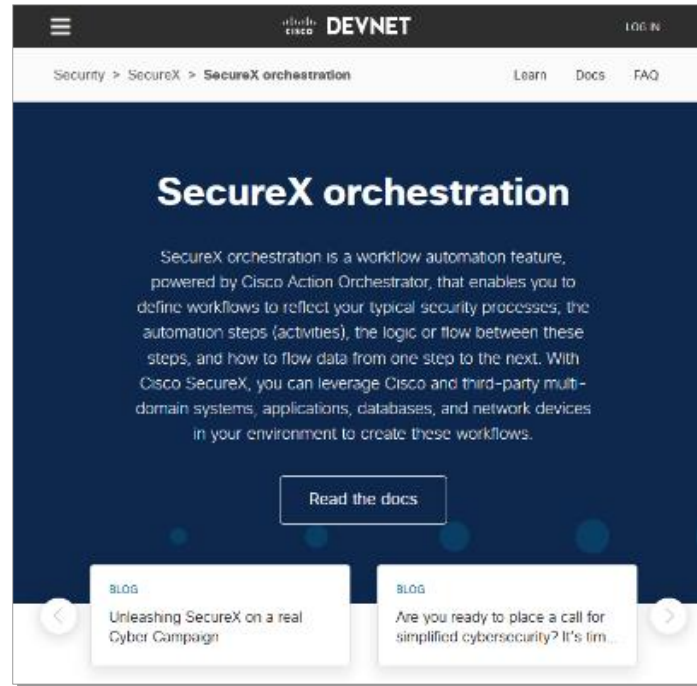 cisco DEVNET
LOG IN
Security > SecureX > SecureX orchestration
Learn Docs FAQ
SecureX orchestration
SecureX orchestration is a workflow automation feature,
powered by Cisco Action Orchestrator, that enables you to
define workflows to reflect your typical security processes; the
automation steps (activities), the logic or flow between these
steps, and how to flow data from one step to the next. With
Cisco SecureX, you can leverage Cisco and third-party multi-
domain systems, applications, databases, and network devices
in your environment to create these workflows.
Read the docs
BLOG
Unleashing SecureX on a real
Cyber Campaign
BLOG
Are you ready to place a call for
simplified cybersecurity? It's tim...